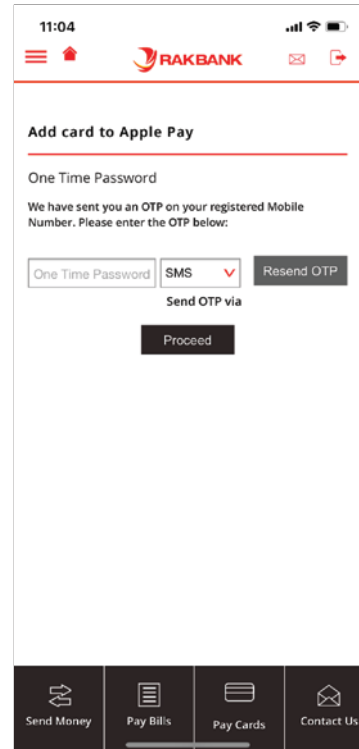 11:04
RAKBANK
Add card to Apple Pay
One Time Password
We have sent you an OTP on your registered Mobile
Number. Please enter the OTP below:
One Time Password SMS Resend OTP
Send OTP via
Proceed
Send Money Pay Bills Pay Cards Contact Us